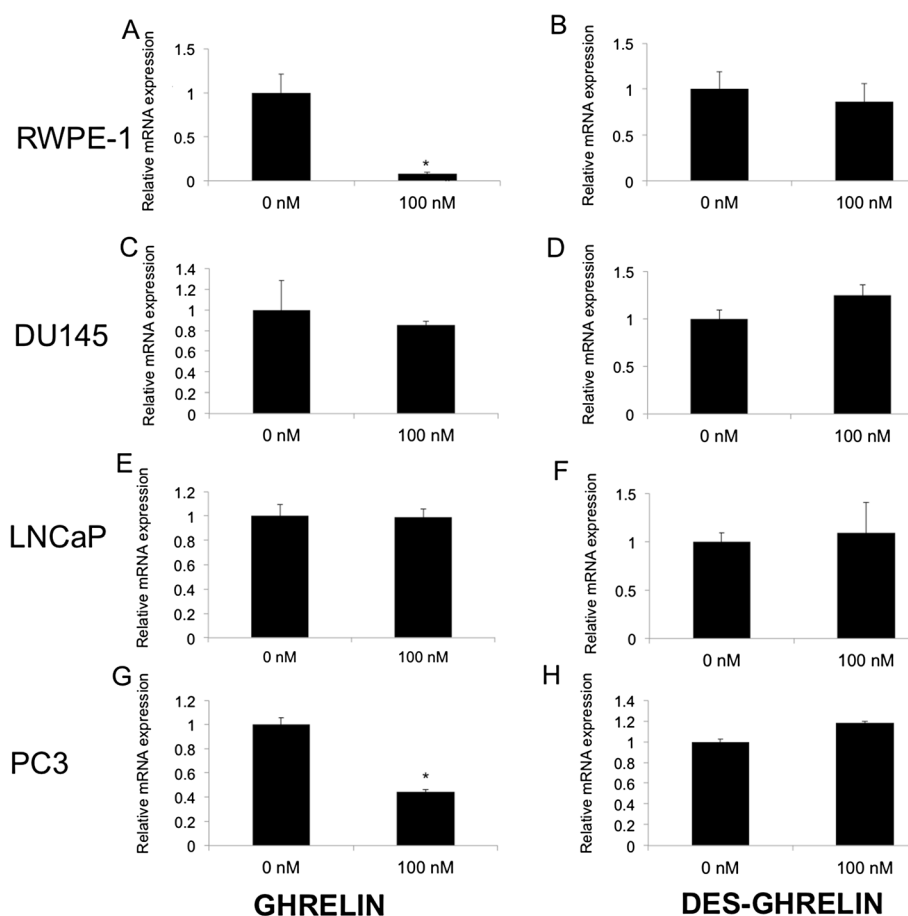 A
Relative mRNA expression
1.5
1
0.5
0
*
0 nM
100 nM
B
Relative mRNA expression
1.5
1
0.5
0
0 nM
100 nM
RWPE-1
C
Relative mRNA expression
1.4
1.2
1
0.8
0.6
0.4
0.2
0
0 nM
100 nM
D
Relative mRNA expression
1.5
1
0.5
0
0 nM
100 nM
DU145
E
Relative mRNA expression
1.2
1
0.8
0.6
0.4
0.2
0
0 nM
100 nM
F
Relative mRNA expression
1.5
1
0.5
0
0 nM
100 nM
LNCaP
G
Relative mRNA expression
1.2
1
0.8
0.6
0.4
0.2
0
*
0 nM
100 nM
H
Relative mRNA expression
1.4
1.2
1
0.8
0.6
0.4
0.2
0
0 nM
100 nM
PC3
GHRELIN
DES-GHRELIN